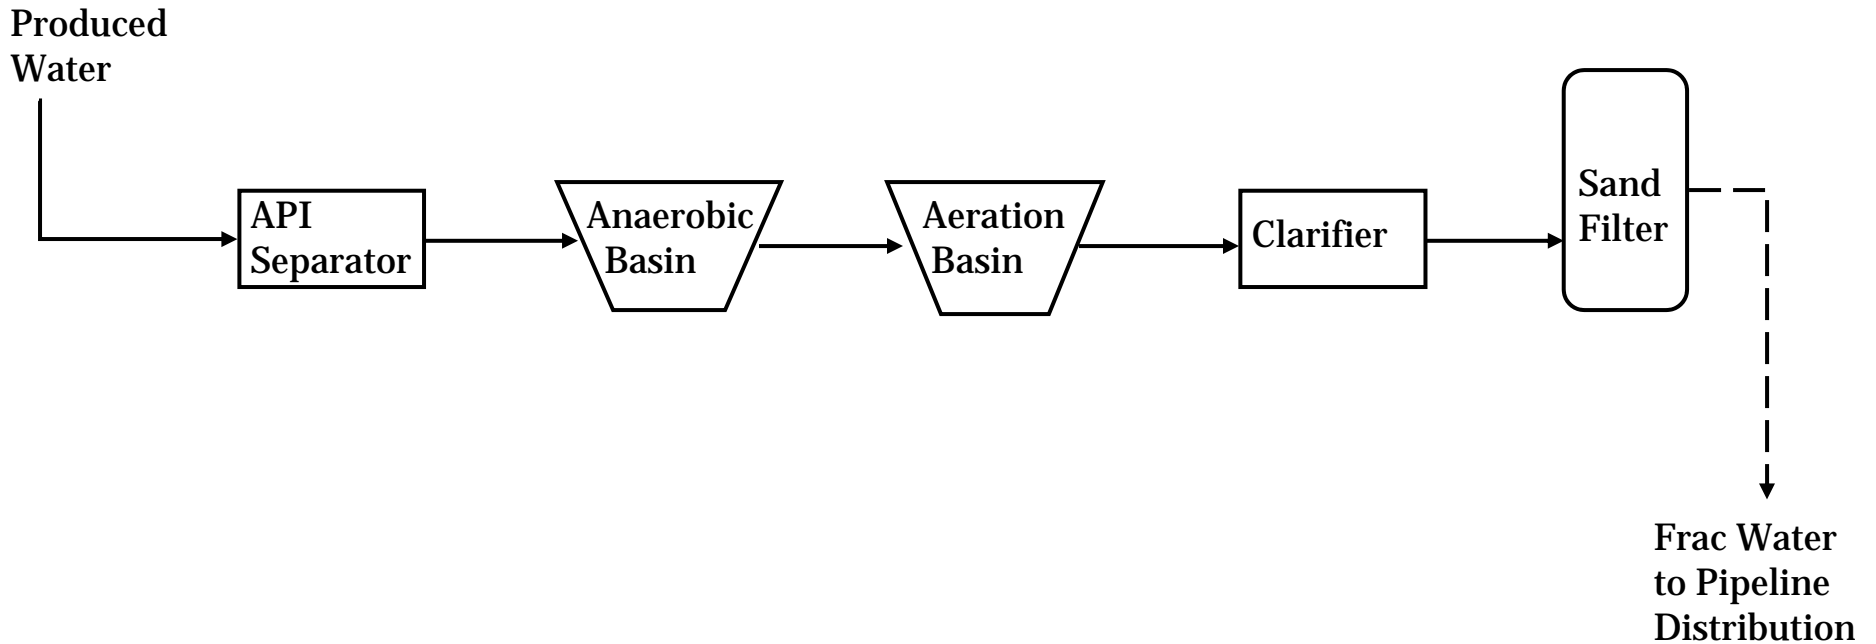 Produced
Water
API
Separator
Anaerobic
Basin
Aeration
Basin
Clarifier
Sand
Filter
Frac Water
to Pipeline
Distribution